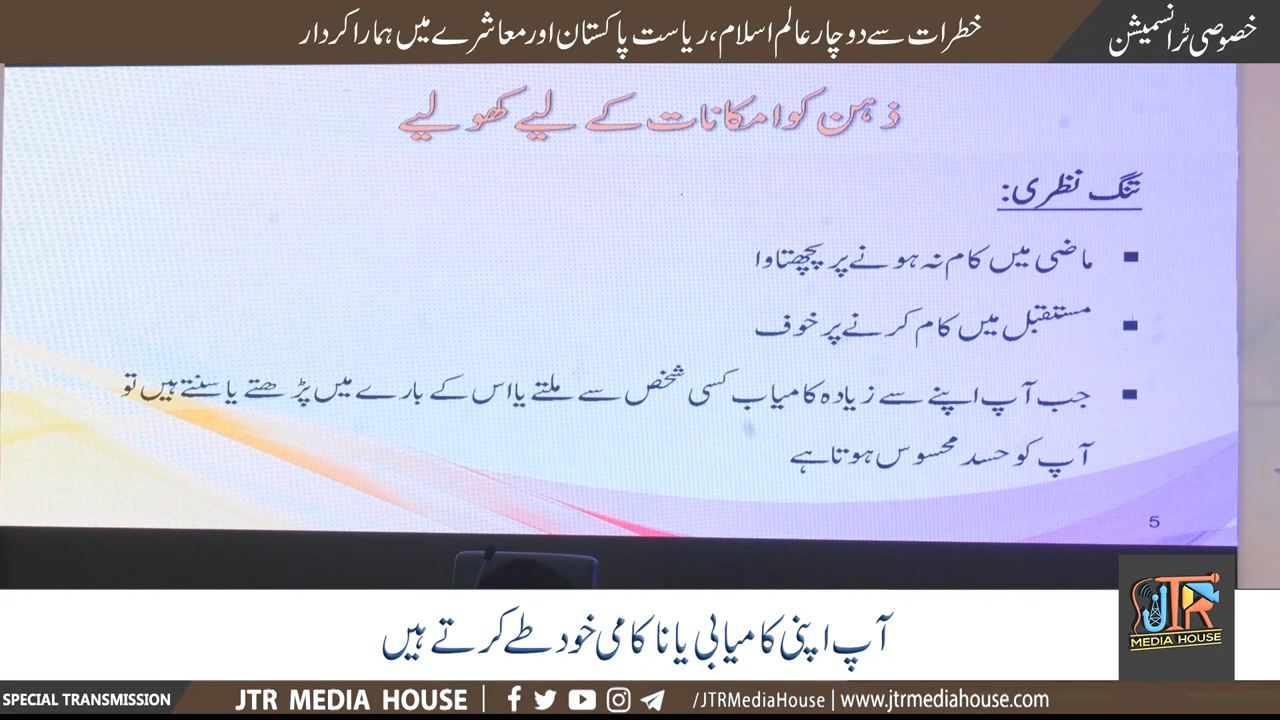 خصوصی ٹرانسمیشن
خطرات سے دوچار عالم اسلام، ریاست پاکستان اور معاشرے میں ہمارا کردار
ذہن کو امکانات کے لیے کھولیے
تنگ نظری:
▪ ماضی میں کام نہ ہونے پر پچھتاوا
▪ مستقبل میں کام کرنے پر خوف
▪ جب آپ اپنے سے زیادہ کامیاب کسی شخص سے ملتے یا اس کے بارے میں پڑھتے یا سنتے ہیں تو
آپ کو حسد محسوس ہوتا ہے
5
JTR
MEDIA HOUSE
آپ اپنی کامیابی یا ناکامی خود طے کرتے ہیں
SPECIAL TRANSMISSION
JTR MEDIA HOUSE | /JTRMediaHouse | www.jtrmediahouse.com